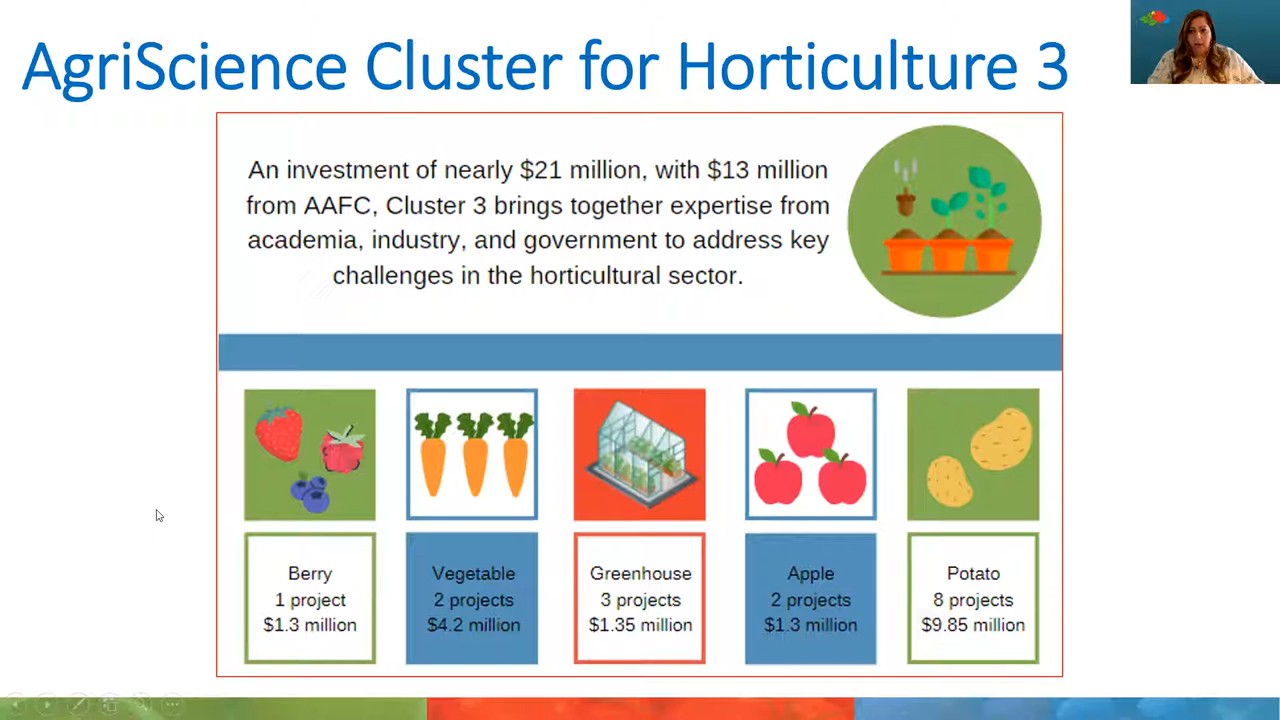 AgriScience Cluster for Horticulture 3
An investment of nearly $21 million, with $13 million
from AAFC, Cluster 3 brings together expertise from
academia, industry, and government to address key
challenges in the horticultural sector.
Berry
1 project
$1.3 million
Vegetable
2 projects
$4.2 million
Greenhouse
3 projects
$1.35 million
Apple
2 projects
$1.3 million
Potato
8 projects
$9.85 million